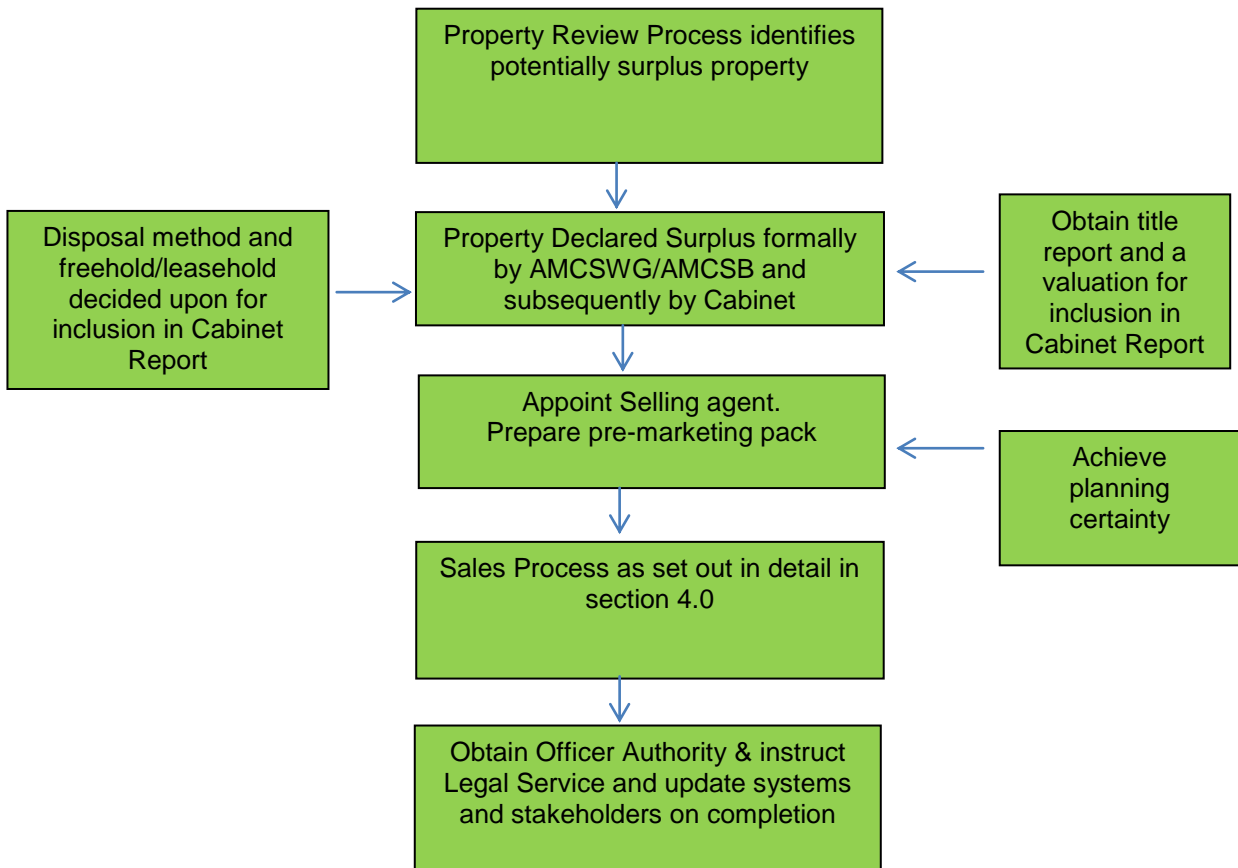 Property Review Process identifies
potentially surplus property
Disposal method and
freehold/leasehold
decided upon for
inclusion in Cabinet
Report
Property Declared Surplus formally
by AMCSWG/AMCSB and
subsequently by Cabinet
Obtain title
report and a
valuation for
inclusion in
Cabinet Report
Appoint Selling agent.
Prepare pre-marketing pack
Achieve
planning
certainty
Sales Process as set out in detail in
section 4.0
Obtain Officer Authority & instruct
Legal Service and update systems
and stakeholders on completion